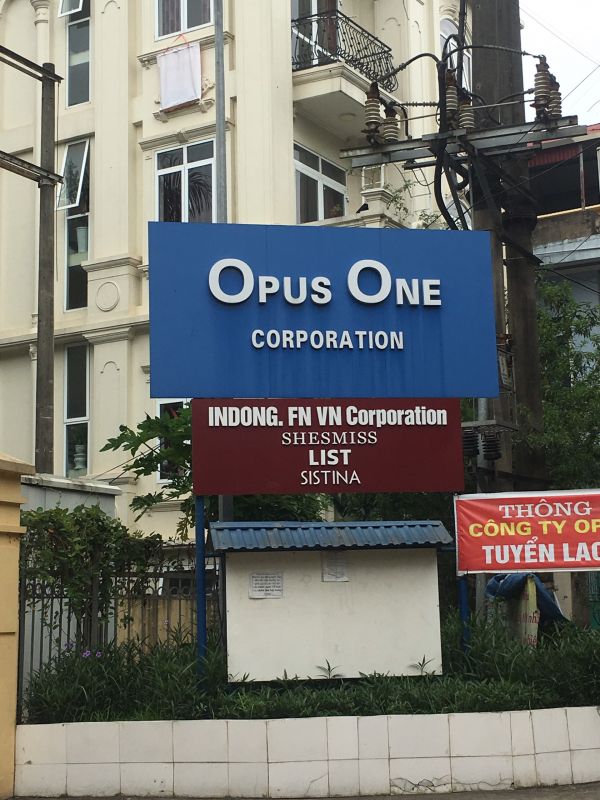 OPUS ONE
CORPORATION
INDONG. FN VN Corporation
SHESMISS
LIST
SISTINA
THÔNG
CÔNG TY OP
TUYỂN LAO